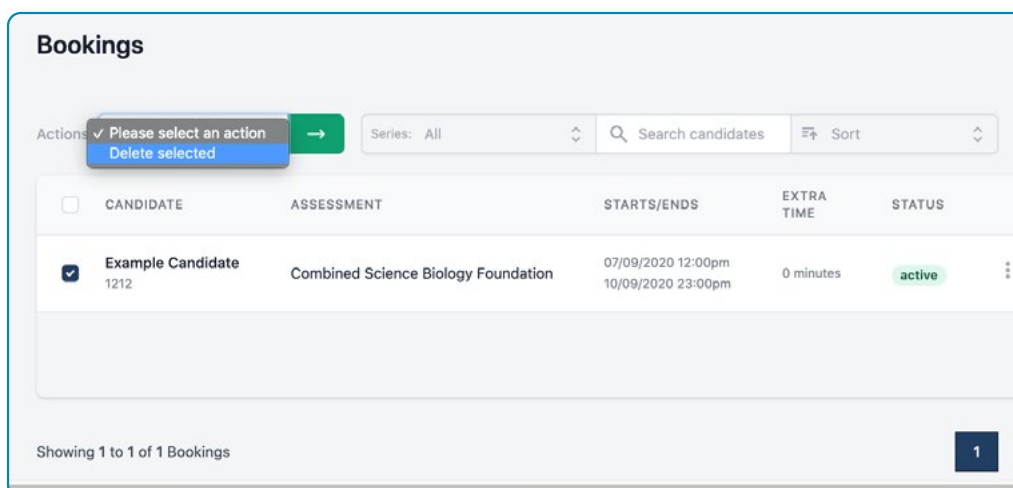 Bookings
Actions
✓ Please select an action
Delete selected
→
Series: All
Search candidates
Sort
CANDIDATE
ASSESSMENT
STARTS/ENDS
EXTRA
TIME
STATUS
Example Candidate
1212
Combined Science Biology Foundation
07/09/2020 12:00pm
10/09/2020 23:00pm
0 minutes
active
Showing 1 to 1 of 1 Bookings
1